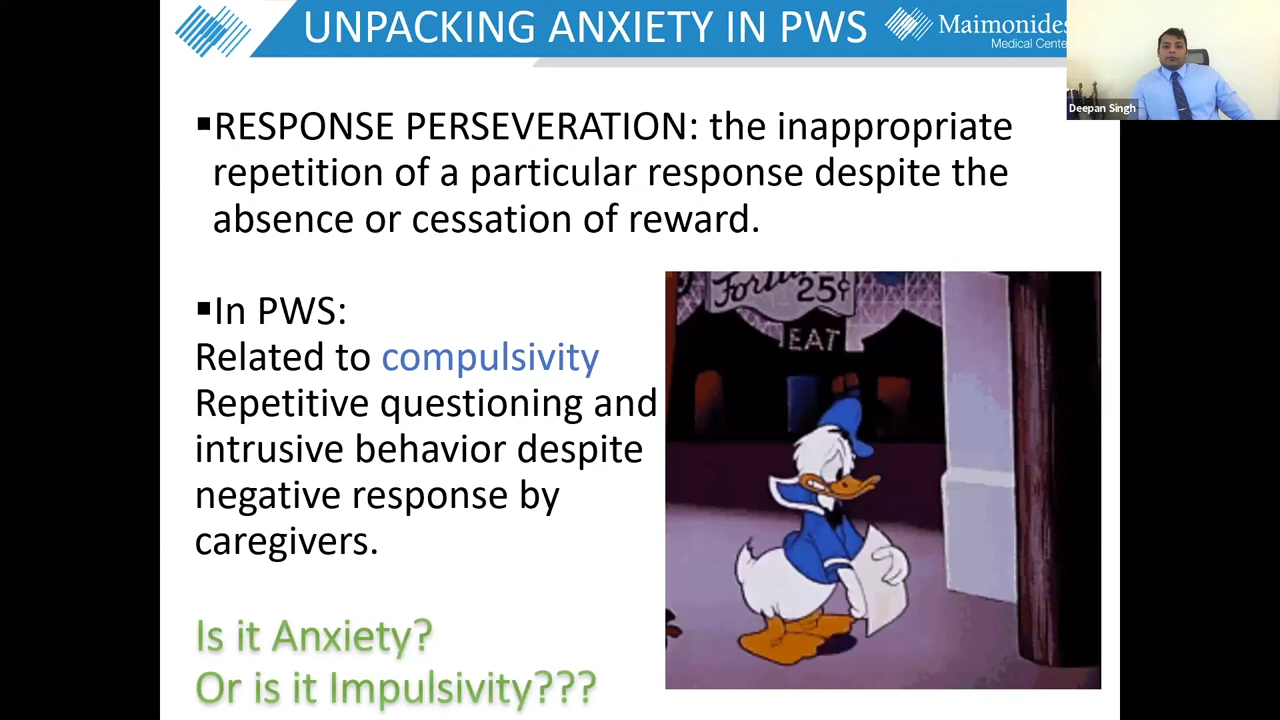 UNPACKING ANXIETY IN PWS
Maimonides
Medical Center
Deepan Singh
▪RESPONSE PERSEVERATION: the inappropriate
repetition of a particular response despite the
absence or cessation of reward.
▪In PWS:
Related to compulsivity
Repetitive questioning and
intrusive behavior despite
negative response by
caregivers.
Is it Anxiety?
Or is it Impulsivity???
Fortune
25¢
EAT